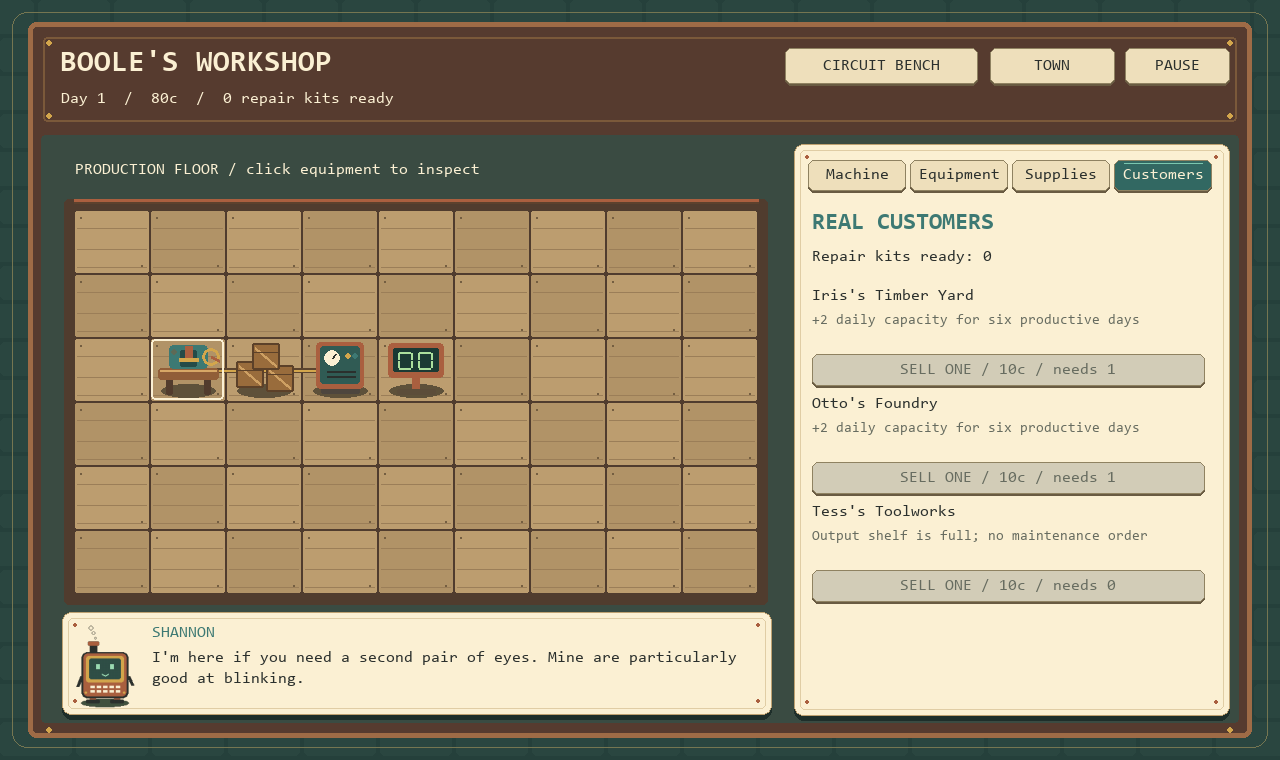 BOOLE'S WORKSHOP
Day 1 / 80c / 0 repair kits ready
CIRCUIT BENCH
TOWN
PAUSE
PRODUCTION FLOOR / click equipment to inspect
00
SHANNON
I'm here if you need a second pair of eyes. Mine are particularly
good at blinking.
Machine
Equipment
Supplies
Customers
REAL CUSTOMERS
Repair kits ready: 0
Iris's Timber Yard
+2 daily capacity for six productive days
SELL ONE / 10c / needs 1
Otto's Foundry
+2 daily capacity for six productive days
SELL ONE / 10c / needs 1
Tess's Toolworks
Output shelf is full; no maintenance order
SELL ONE / 10c / needs 0